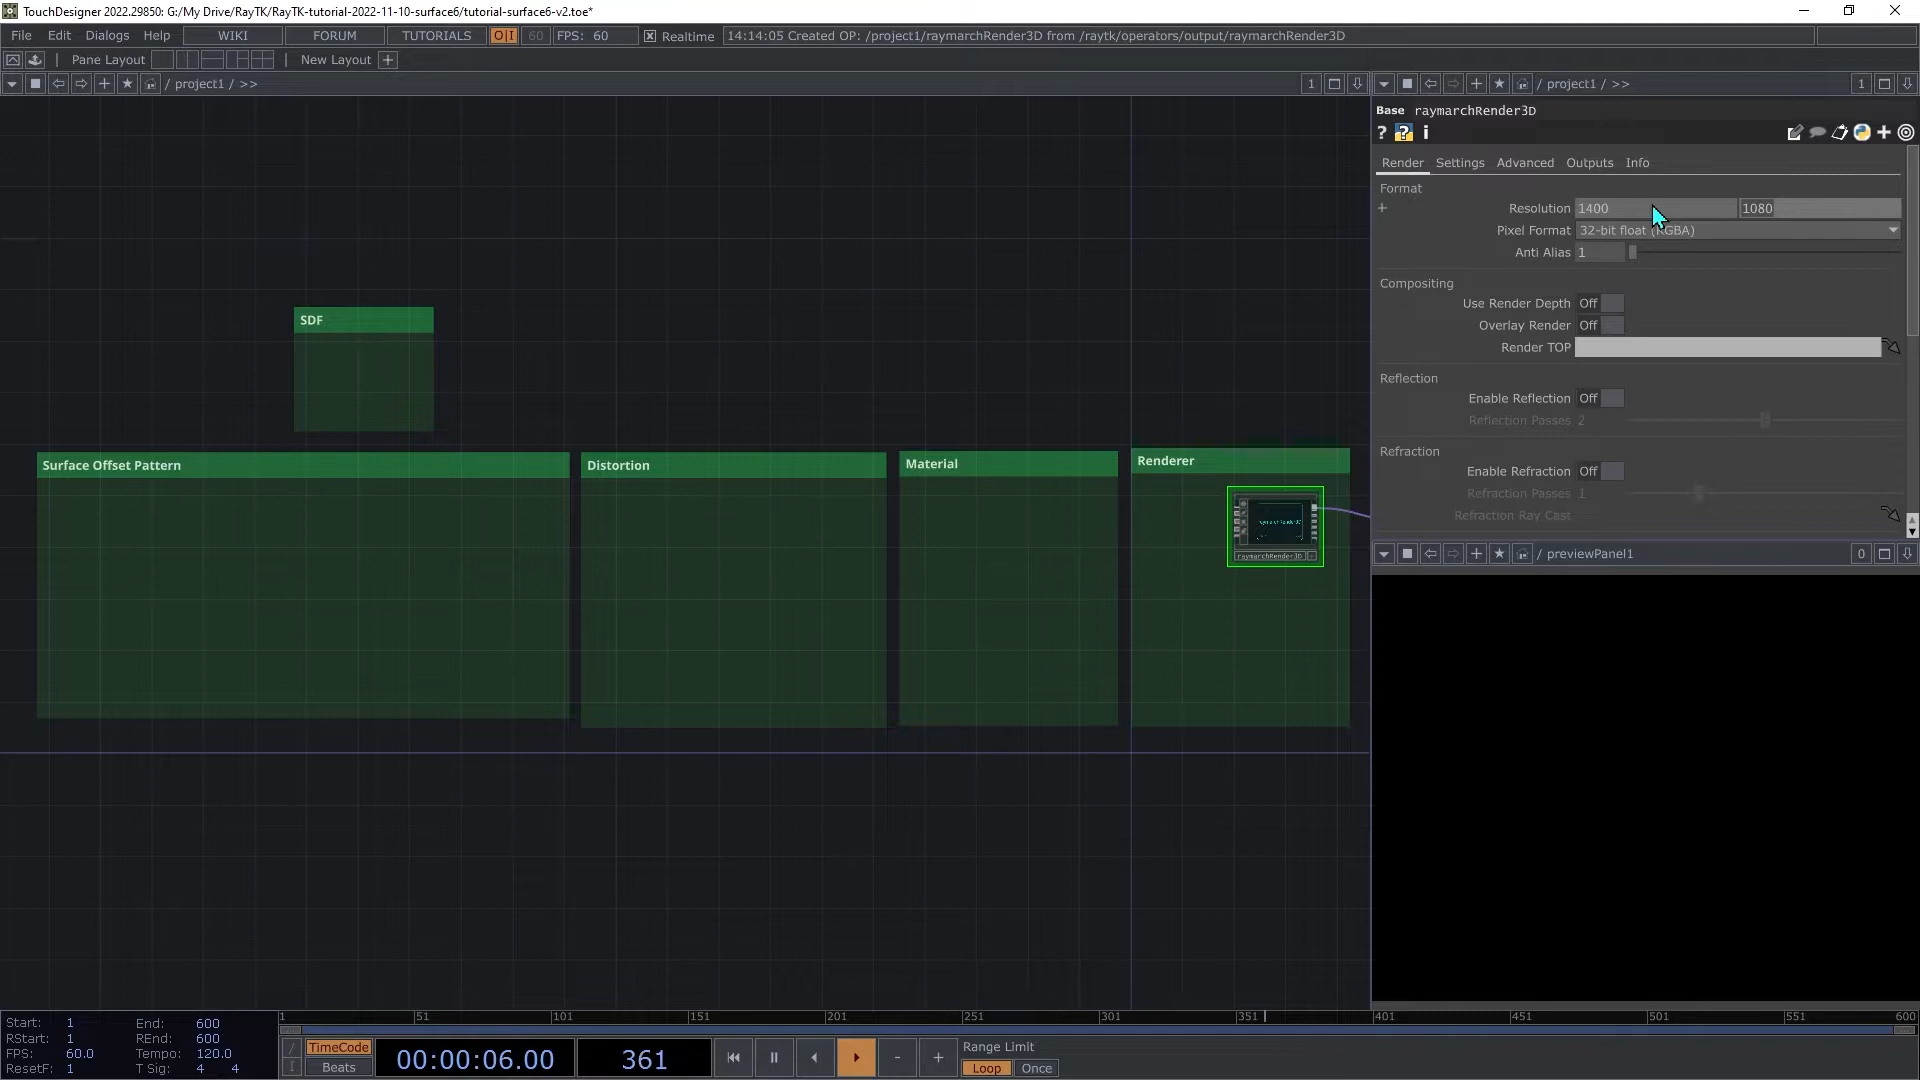 TouchDesigner 2022.29850: G:/My Drive/RayTK/RayTK-tutorial-2022-11-10-surface6/tutorial-surface6-v2.toe*
File Edit Dialogs Help WIKI FORUM TUTORIALS O|I 60 FPS: 60 Realtime 14:14:05 Created OP: /project1/raymarchRender3D from /raytk/operators/output/raymarchRender3D
Pane Layout New Layout +
/ project1 / >> 1
/ project1 / >> 1
Base raymarchRender3D
? ? i
Render Settings Advanced Outputs Info
Format
+ Resolution 1400 1080
Pixel Format 32-bit float (RGBA)
Anti Alias 1
Compositing
Use Render Depth Off
Overlay Render Off
Render TOP
Reflection
Enable Reflection Off
Reflection Passes 2
Refraction
Enable Refraction Off
Refraction Passes 1
Refraction Ray Cast
/ previewPanel1 0
SDF
Surface Offset Pattern
Distortion
Material
Renderer
raymarchRender3D
raymarchRender3D
1 51 101 151 201 251 301 351 401 451 501 551 600
Start: 1 End: 600
RStart: 1 REnd: 600
FPS: 60.0 Tempo: 120.0
ResetF: 1 T Sig: 4 4
TimeCode
Beats
00:00:06.00
361
- +
Range Limit
Loop Once